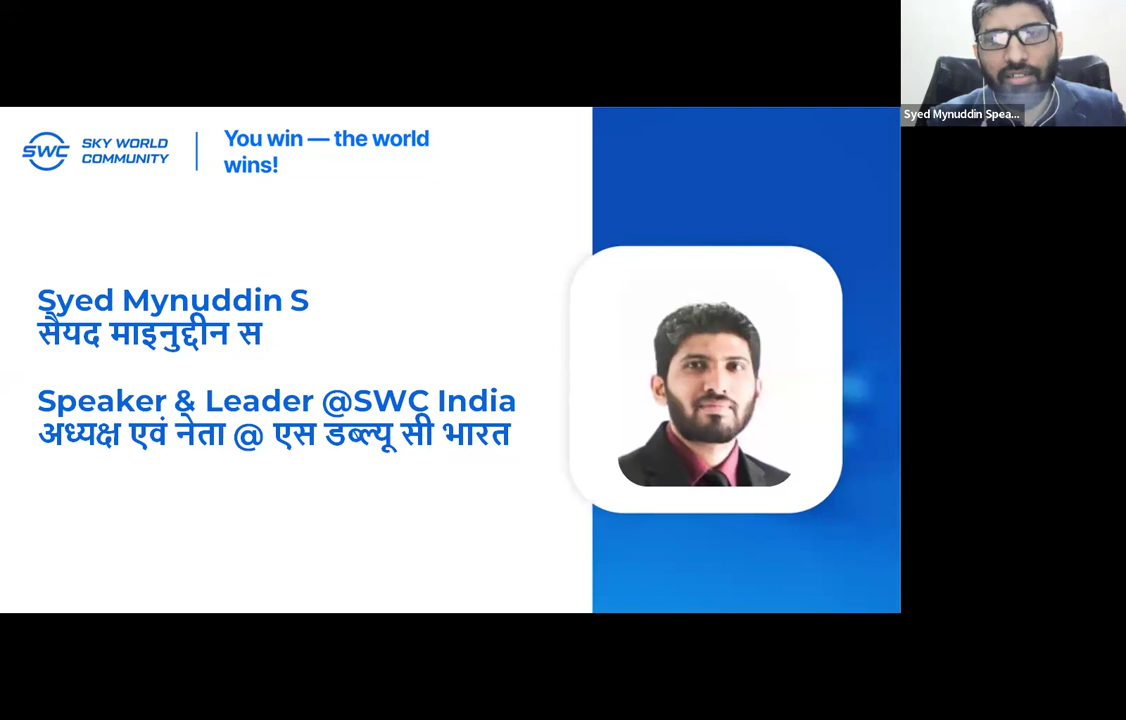 SWC SKY WORLD
COMMUNITY
You win — the world
wins!
Syed Mynuddin Spea...
Syed Mynuddin S
सैयद माइनुद्दीन स
Speaker & Leader @SWC India
अध्यक्ष एवं नेता @ एस डब्ल्यू सी भारत